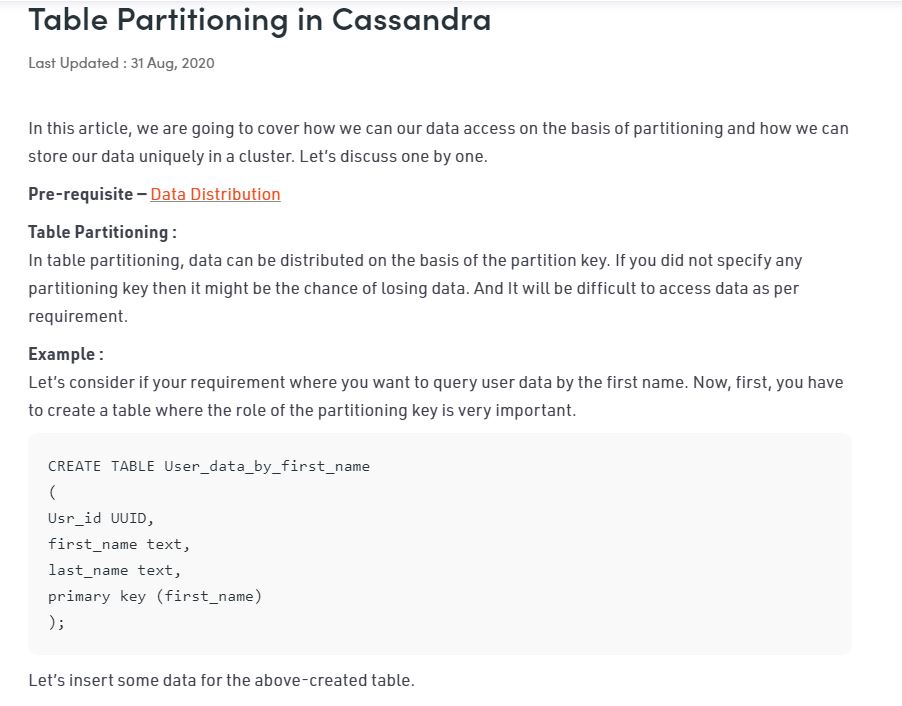 Table Partitioning in Cassandra
Last Updated : 31 Aug, 2020
In this article, we are going to cover how we can our data access on the basis of partitioning and how we can
store our data uniquely in a cluster. Let's discuss one by one.
Pre-requisite – Data Distribution
Table Partitioning :
In table partitioning, data can be distributed on the basis of the partition key. If you did not specify any
partitioning key then it might be the chance of losing data. And It will be difficult to access data as per
requirement.
Example :
Let's consider if your requirement where you want to query user data by the first name. Now, first, you have
to create a table where the role of the partitioning key is very important.
CREATE TABLE User_data_by_first_name
(
Usr_id UUID,
first_name text,
last_name text,
primary key (first_name)
);
Let's insert some data for the above-created table.